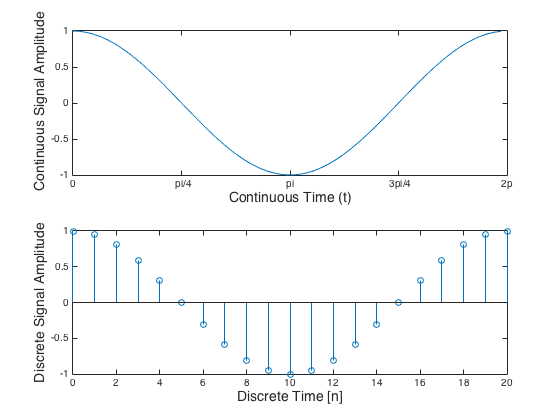 Continuous Signal Amplitude
1
0.5
0
-0.5
-1
0 pi/4 pi 3pi/4 2p
Continuous Time (t)
Discrete Signal Amplitude
1
0.5
0
-0.5
-1
0 2 4 6 8 10 12 14 16 18 20
Discrete Time [n]